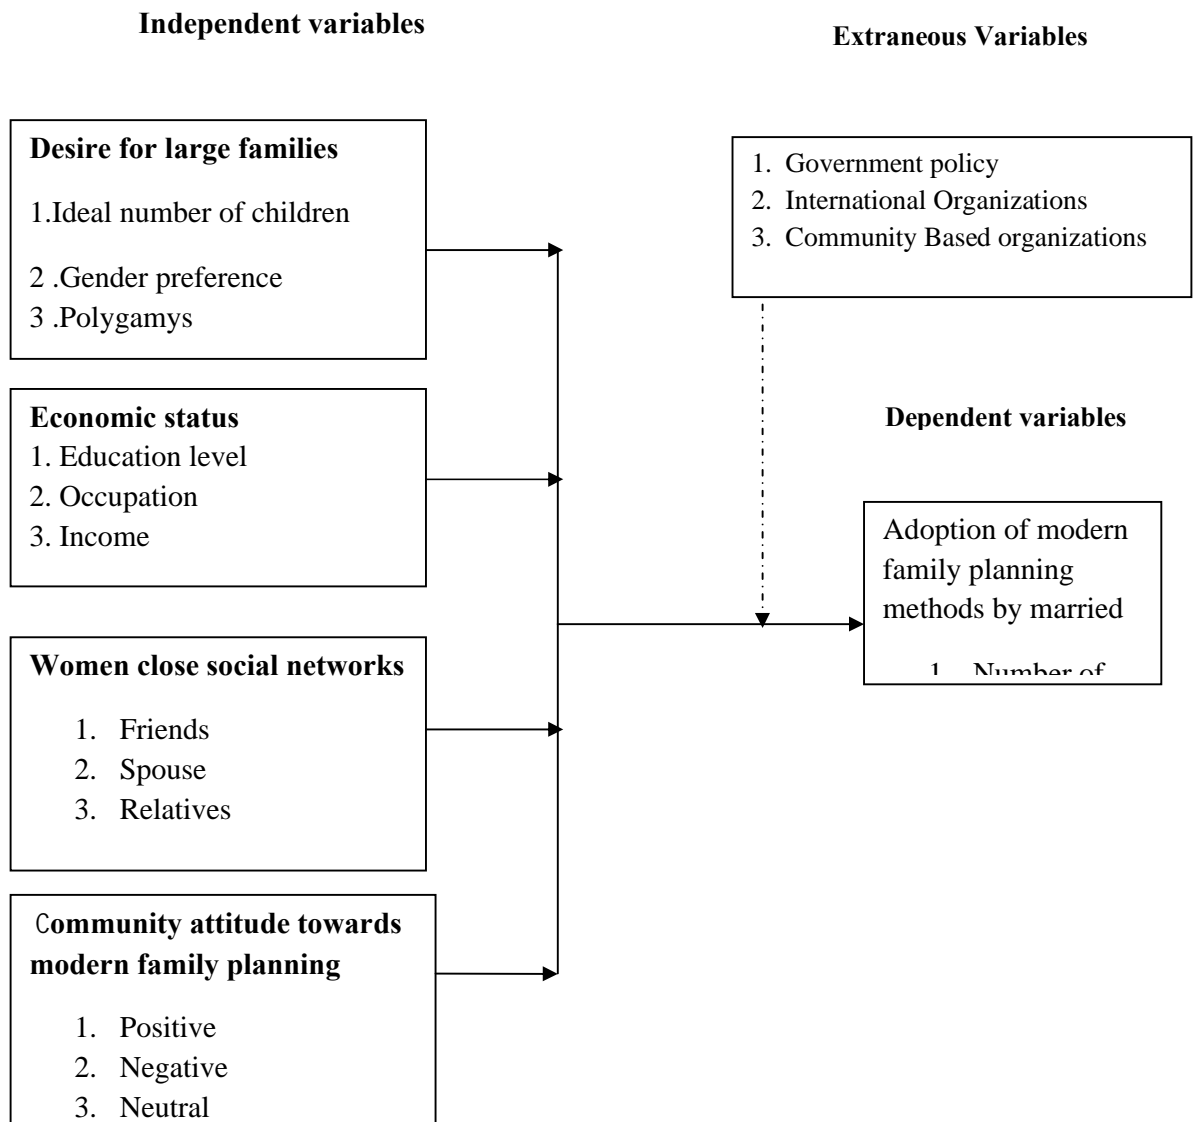 Independent variables
Extraneous Variables
Desire for large families
1.Ideal number of children
2 .Gender preference
3 .Polygamys
1. Government policy
2. International Organizations
3. Community Based organizations
Economic status
1. Education level
2. Occupation
3. Income
Dependent variables
Adoption of modern
family planning
methods by married
1. Number of
Women close social networks
1. Friends
2. Spouse
3. Relatives
Community attitude towards
modern family planning
1. Positive
2. Negative
3. Neutral